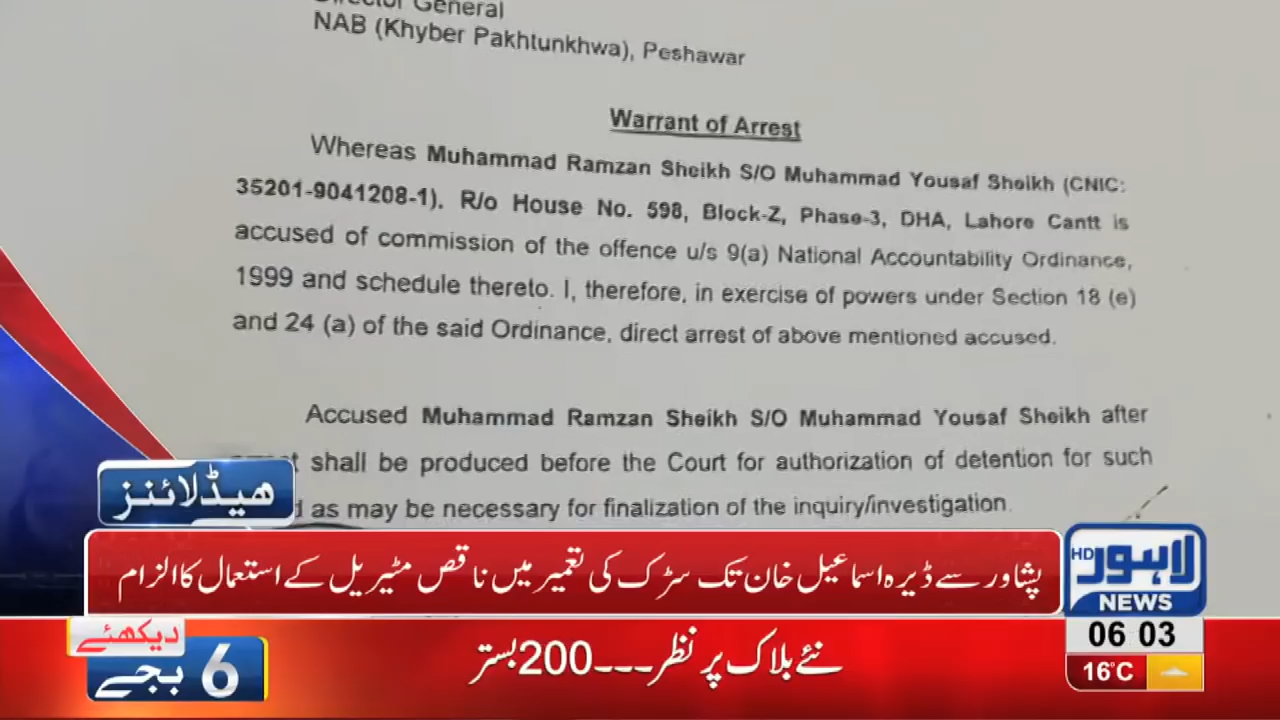 Director General
NAB (Khyber Pakhtunkhwa), Peshawar
Warrant of Arrest
Whereas Muhammad Ramzan Sheikh S/O Muhammad Yousaf Sheikh (CNIC:
35201-9041208-1). R/o House No. 598, Block-Z, Phase-3, DHA, Lahore Cantt is
accused of commission of the offence u/s 9(a) National Accountability Ordinance,
1999 and schedule thereto. I, therefore, in exercise of powers under Section 18 (e)
and 24 (a) of the said Ordinance, direct arrest of above mentioned accused.
Accused Muhammad Ramzan Sheikh S/O Muhammad Yousaf Sheikh after
shall be produced before the Court for authorization of detention for such
as may be necessary for finalization of the inquiry/investigation.
ھیڈلائنز
پشاور سے ڈیرہ اسماعیل خان تک سڑک کی تعمیر میں ناقص مٹیریل کے استعمال کا الزام
HD لاہور
NEWS
06 03
16°C
دیکھئے
6 بجے
نئے بلاک پر نظر۔۔۔200 بستر